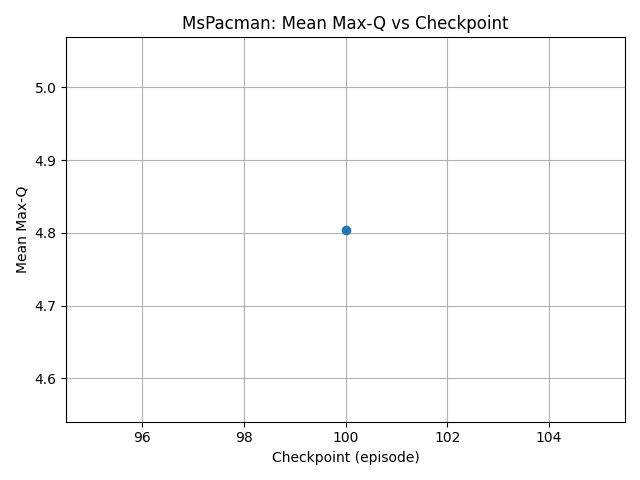 MsPacman: Mean Max-Q vs Checkpoint
5.0
4.9
4.8
4.7
4.6
Mean Max-Q
96 98 100 102 104
Checkpoint (episode)